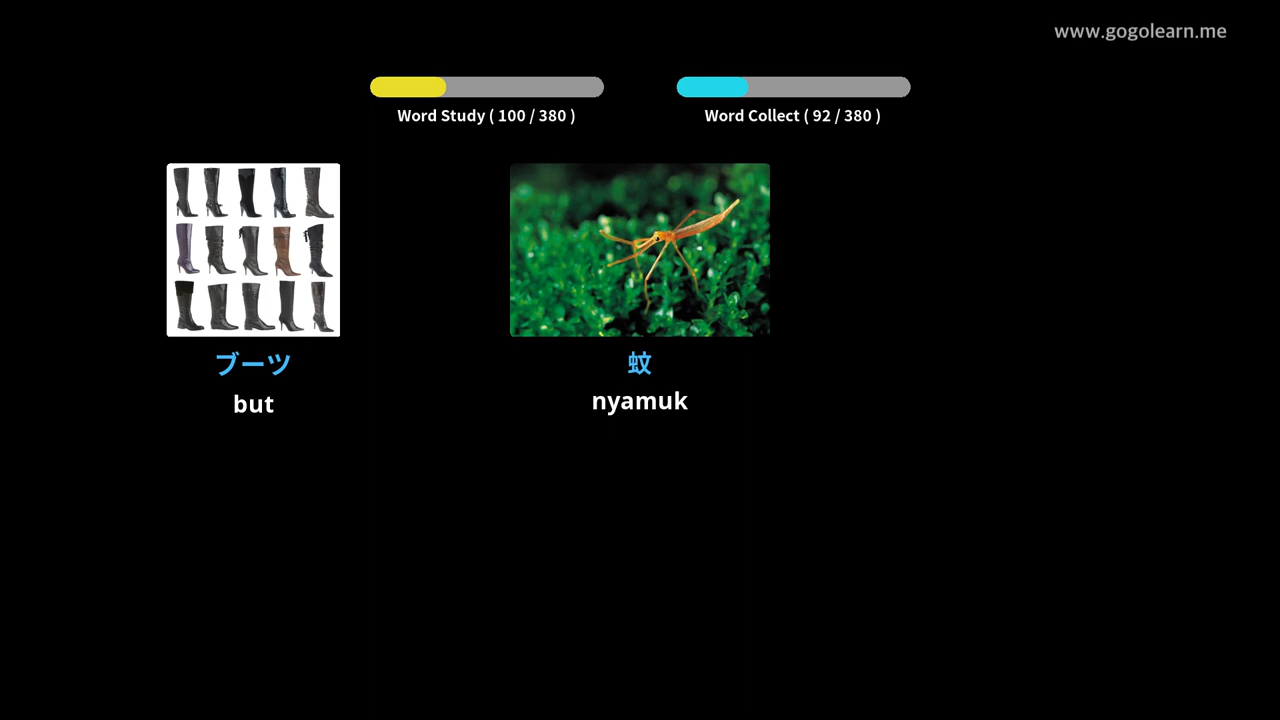 www.gogolearn.me
Word Study ( 100 / 380 )
Word Collect ( 92 / 380 )
ブーツ
but
蚊
nyamuk